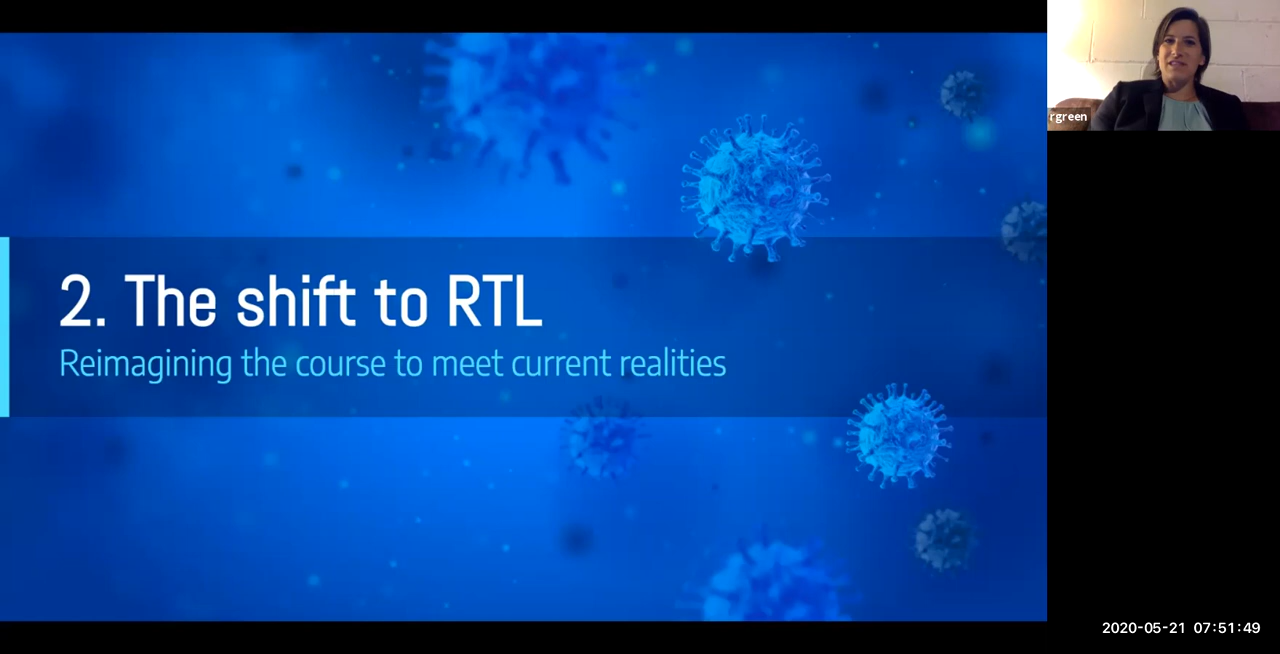 2. The shift to RTL
Reimagining the course to meet current realities
rgreen
2020-05-21 07:51:49